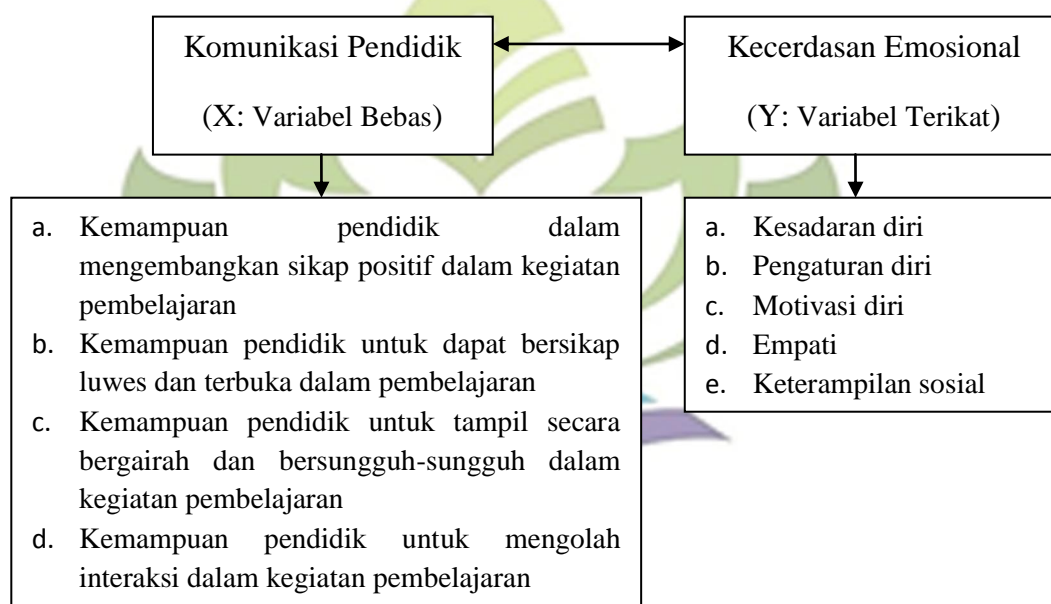 Komunikasi Pendidik
(X: Variabel Bebas)
Kecerdasan Emosional
(Y: Variabel Terikat)
a. Kemampuan pendidik dalam
mengembangkan sikap positif dalam kegiatan
pembelajaran
b. Kemampuan pendidik untuk dapat bersikap
luwes dan terbuka dalam pembelajaran
c. Kemampuan pendidik untuk tampil secara
bergairah dan bersungguh-sungguh dalam
kegiatan pembelajaran
d. Kemampuan pendidik untuk mengolah
interaksi dalam kegiatan pembelajaran
a. Kesadaran diri
b. Pengaturan diri
c. Motivasi diri
d. Empati
e. Keterampilan sosial